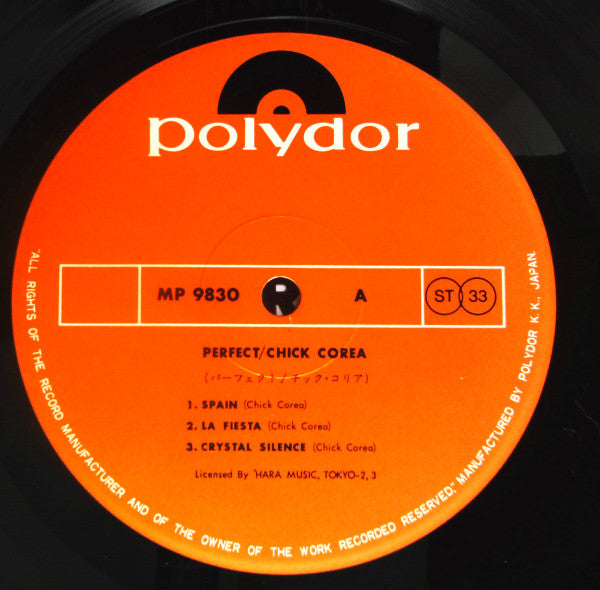 polydor
MP 9830 A ST 33
PERFECT/CHICK COREA
(パーフェクト/チック・コリア)
1. SPAIN (Chick Corea)
2. LA FIESTA (Chick Corea)
3. CRYSTAL SILENCE (Chick Corea)
Licensed By 'HARA MUSIC, TOKYO-2, 3
"ALL RIGHTS OF THE RECORD MANUFACTURER AND OF THE OWNER OF THE WORK RECORDED RESERVED." MANUFACTURED BY POLYDOR K.K., JAPAN.